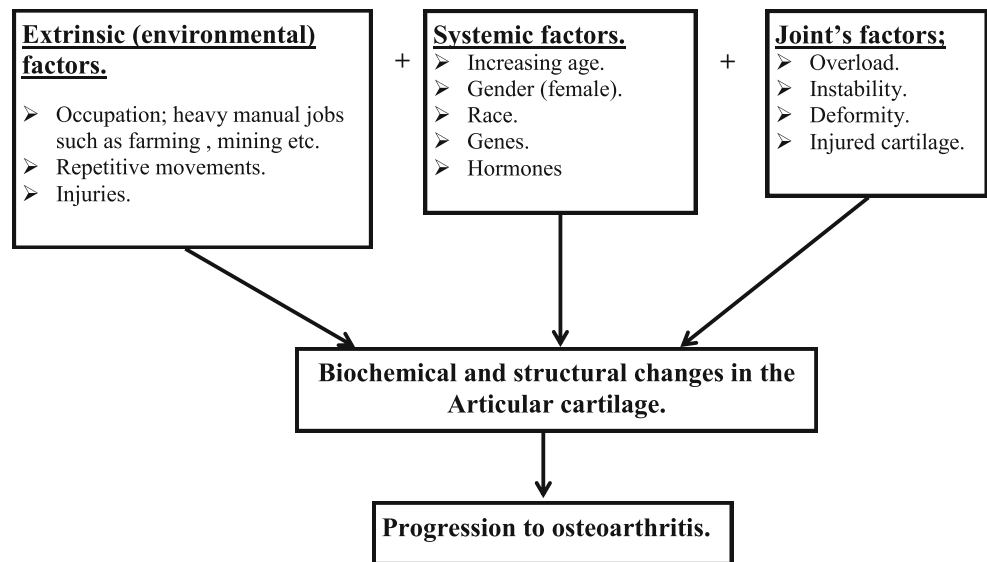 Extrinsic (environmental)
factors.
➢ Occupation; heavy manual jobs
such as farming , mining etc.
➢ Repetitive movements.
➢ Injuries.
+
Systemic factors.
➢ Increasing age.
➢ Gender (female).
➢ Race.
➢ Genes.
➢ Hormones
+
Joint's factors;
➢ Overload.
➢ Instability.
➢ Deformity.
➢ Injured cartilage.
Biochemical and structural changes in the
Articular cartilage.
Progression to osteoarthritis.